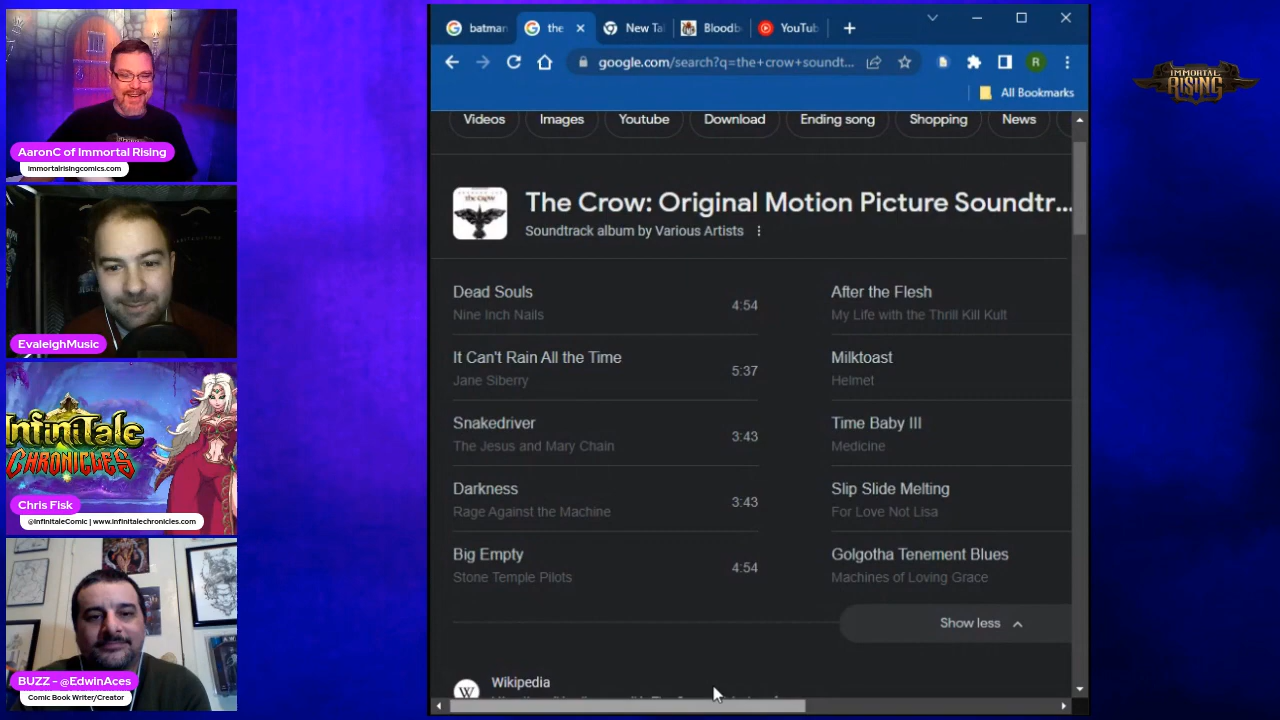 AaronC of Immortal Rising
immortalrisingcomics.com
EvaleighMusic
InfiniTale
CHRONICLES
Chris Fisk
@InfinitaleComic | www.infinitalechronicles.com
BUZZ - @EdwinAces
Comic Book Writer/Creator
batman
the
New Ta
Bloodb
YouTub
google.com/search?q=the+crow+soundt...
R
All Bookmarks
Videos
Images
Youtube
Download
Ending song
Shopping
News
The Crow: Original Motion Picture Soundtr...
Soundtrack album by Various Artists
Dead Souls
Nine Inch Nails
4:54
It Can't Rain All the Time
Jane Siberry
5:37
Snakedriver
The Jesus and Mary Chain
3:43
Darkness
Rage Against the Machine
3:43
Big Empty
Stone Temple Pilots
4:54
After the Flesh
My Life with the Thrill Kill Kult
Milktoast
Helmet
Time Baby III
Medicine
Slip Slide Melting
For Love Not Lisa
Golgotha Tenement Blues
Machines of Loving Grace
Show less
W
Wikipedia
IMMORTAL
RISING